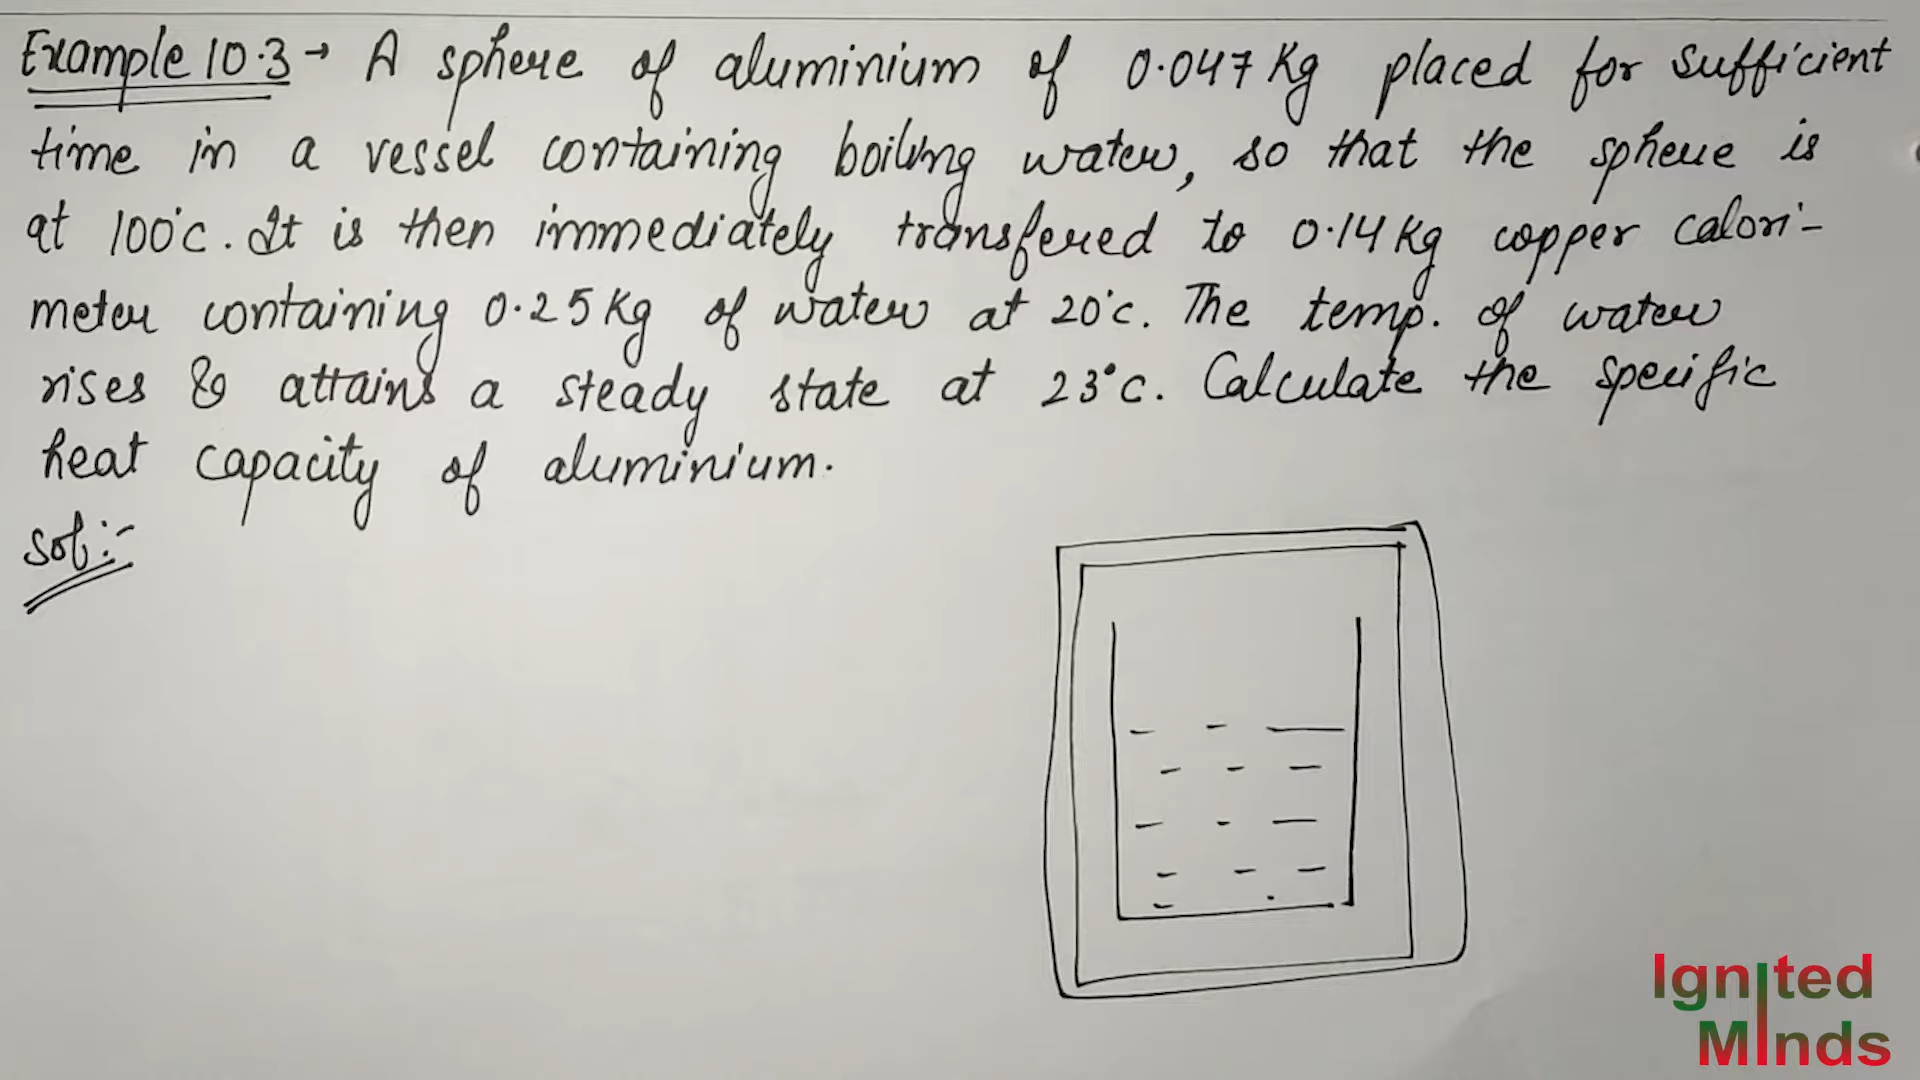 Example 10.3 → A sphere of aluminium of 0.047 Kg placed for sufficient
time in a vessel containing boiling water, so that the sphere is
at 100°C. It is then immediately transfered to 0.14 Kg copper calori-
meter containing 0.25 Kg of water at 20°C. The temp. of water
rises & attains a steady state at 23°C. Calculate the specific
heat capacity of aluminium.
Sol:-
Ignited
Minds